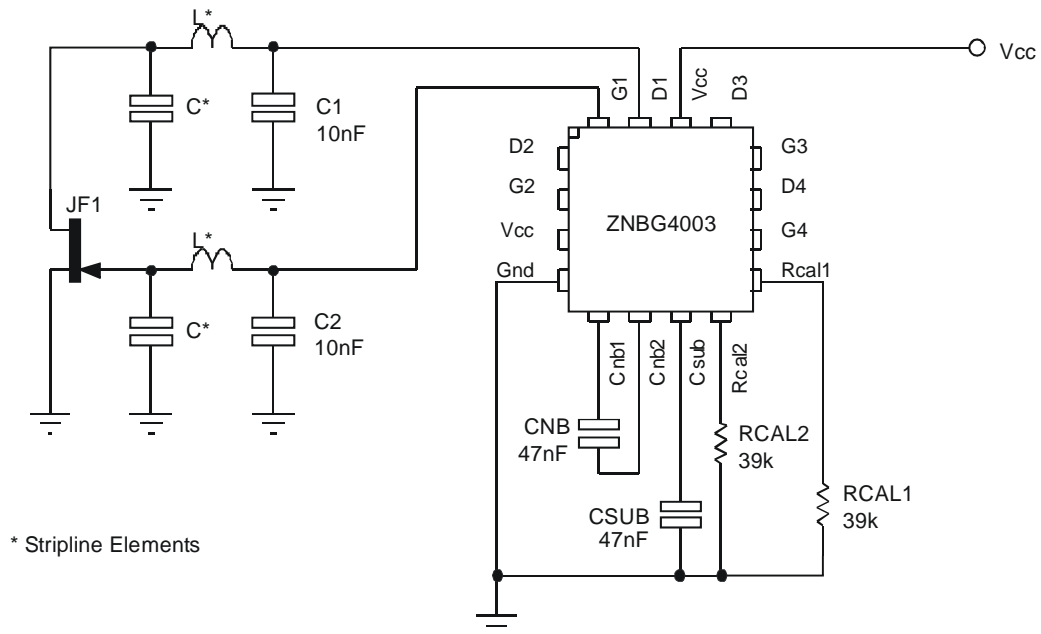 L*
Vcc
G1
D1
Vcc
D3
C*
C1
10nF
D2
G3
G2
D4
JF1
ZNBG4003
L*
Vcc
G4
Gnd
Rcal1
C*
C2
10nF
Cnb1
Cnb2
Csub
Rcal2
CNB
47nF
RCAL2
39k
RCAL1
39k
CSUB
47nF
* Stripline Elements